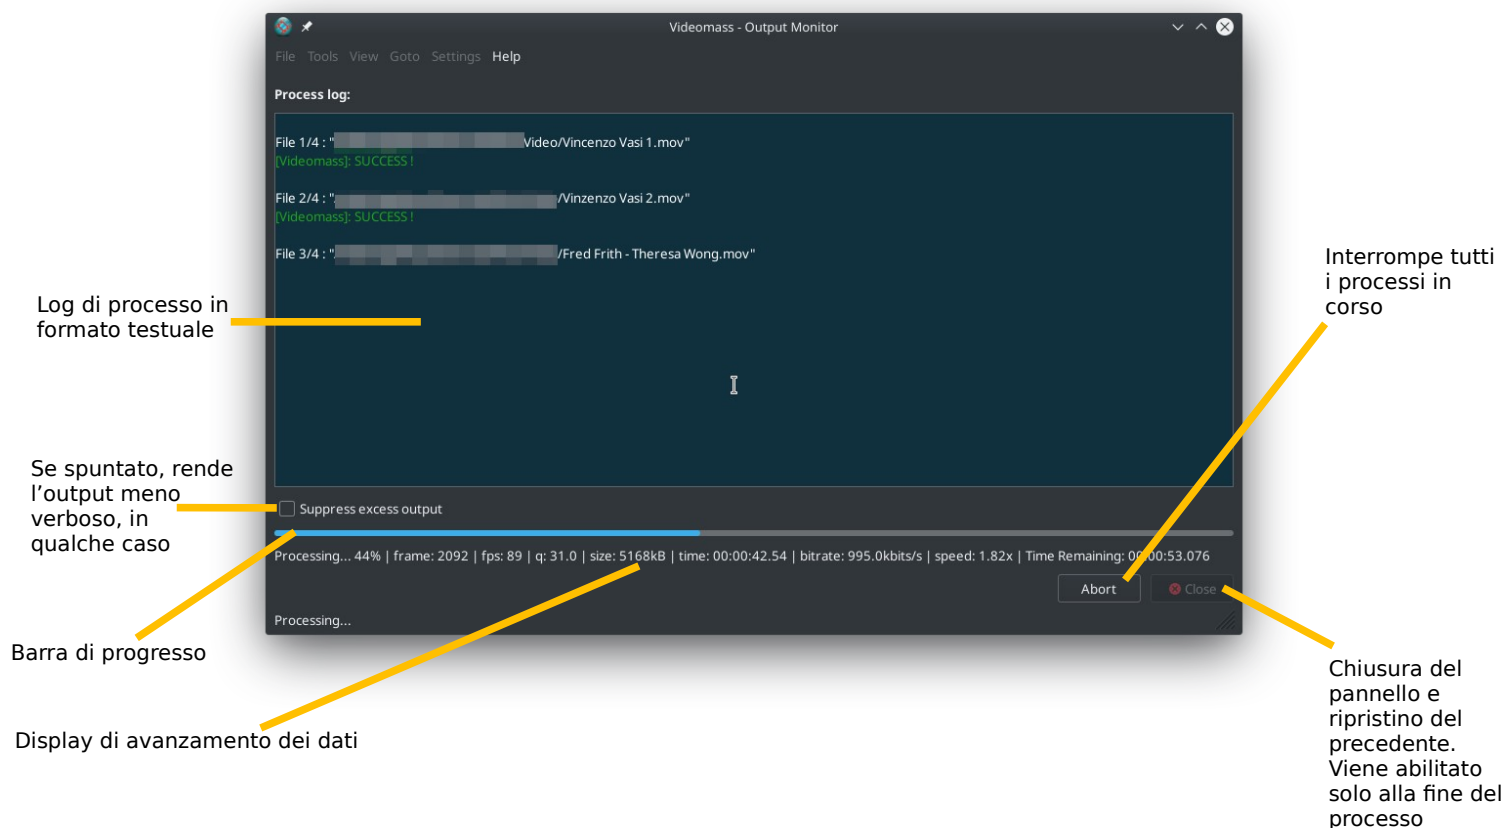 Videomass - Output Monitor
File Tools View Goto Settings Help
Process log:
File 1/4 : " Video/Vincenzo Vasi 1.mov"
[Videomass]: SUCCESS !
File 2/4 : " /Vinzenzo Vasi 2.mov"
[Videomass]: SUCCESS !
File 3/4 : " /Fred Frith - Theresa Wong.mov"
Suppress excess output
Processing... 44% | frame: 2092 | fps: 89 | q: 31.0 | size: 5168kB | time: 00:00:42.54 | bitrate: 995.0kbits/s | speed: 1.82x | Time Remaining: 00:00:53.076
Abort
Close
Processing...
Log di processo in
formato testuale
Se spuntato, rende
l’output meno
verboso, in
qualche caso
Barra di progresso
Display di avanzamento dei dati
Interrompe tutti
i processi in
corso
Chiusura del
pannello e
ripristino del
precedente.
Viene abilitato
solo alla fine del
processo